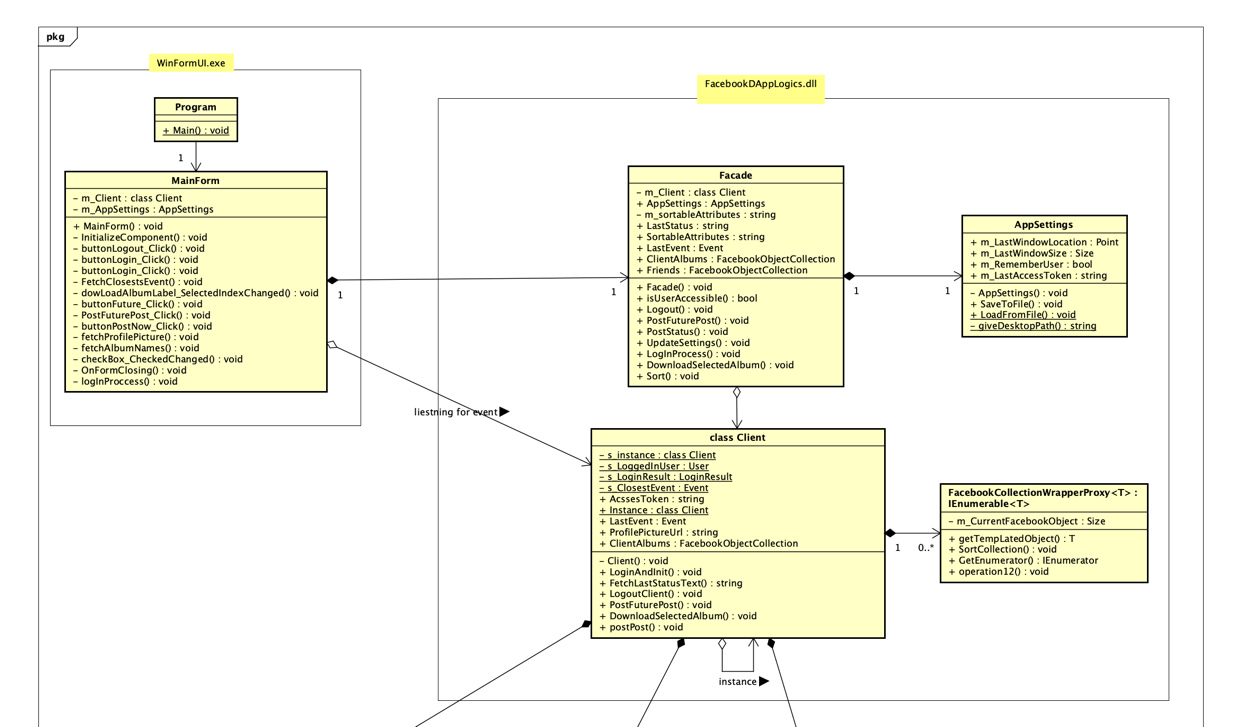 pkg
WinFormUI.exe
Program
+ Main() : void
1
MainForm
- m_Client : class Client
- m_AppSettings : AppSettings
+ MainForm() : void
- InitializeComponent() : void
- buttonLogout_Click() : void
- buttonLogin_Click() : void
- buttonLogin_Click() : void
- FetchClosestsEvent() : void
- dowLoadAlbumLabel_SelectedIndexChanged() : void
- buttonFuture_Click() : void
- PostFuturePost_Click() : void
- buttonPostNow_Click() : void
- fetchProfilePicture() : void
- fetchAlbumNames() : void
- checkBox_CheckedChanged() : void
- OnFormClosing() : void
- logInProccess() : void
1
1
liestning for event
FacebookDAppLogics.dll
Facade
- m_Client : class Client
+ AppSettings : AppSettings
- m_sortableAttributes : string
+ LastStatus : string
+ SortableAttributes : string
+ LastEvent : Event
+ ClientAlbums : FacebookObjectCollection
+ Friends : FacebookObjectCollection
+ Facade() : void
+ isUserAccessible() : bool
+ Logout() : void
+ PostFuturePost() : void
+ PostStatus() : void
+ UpdateSettings() : void
+ LogInProcess() : void
+ DownloadSelectedAlbum() : void
+ Sort() : void
1
1
AppSettings
+ m_LastWindowLocation : Point
+ m_LastWindowSize : Size
+ m_RememberUser : bool
+ m_LastAccessToken : string
- AppSettings() : void
+ SaveToFile() : void
+ LoadFromFile() : void
- giveDesktopPath() : string
class Client
- s_instance : class Client
- s_LoggedInUser : User
- s_LoginResult : LoginResult
- s_ClosestEvent : Event
+ AcssesToken : string
+ Instance : class Client
+ LastEvent : Event
+ ProfilePictureUrl : string
+ ClientAlbums : FacebookObjectCollection
- Client() : void
+ LoginAndInit() : void
+ FetchLastStatusText() : string
+ LogoutClient() : void
+ PostFuturePost() : void
+ DownloadSelectedAlbum() : void
+ postPost() : void
instance
1
0..*
FacebookCollectionWrapperProxy<T> :
IEnumerable<T>
- m_CurrentFacebookObject : Size
+ getTempLatedObject() : T
+ SortCollection() : void
+ GetEnumerator() : IEnumerator
+ operation12() : void